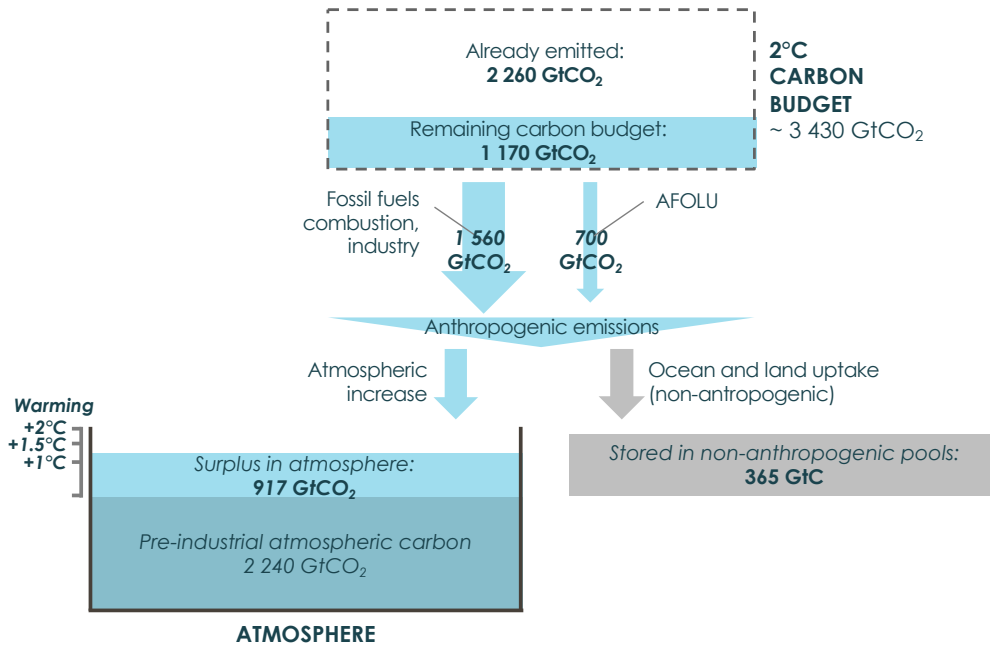 Already emitted:
2 260 GtCO₂
2°C
CARBON
BUDGET
~ 3 430 GtCO₂
Remaining carbon budget:
1 170 GtCO₂
Fossil fuels
combustion,
industry
1 560
GtCO₂
700
GtCO₂
AFOLU
Anthropogenic emissions
Atmospheric
increase
Ocean and land uptake
(non-antropogenic)
Warming
+2°C
+1.5°C
+1°C
Surplus in atmosphere:
917 GtCO₂
Stored in non-anthropogenic pools:
365 GtC
Pre-industrial atmospheric carbon
2 240 GtCO₂
ATMOSPHERE